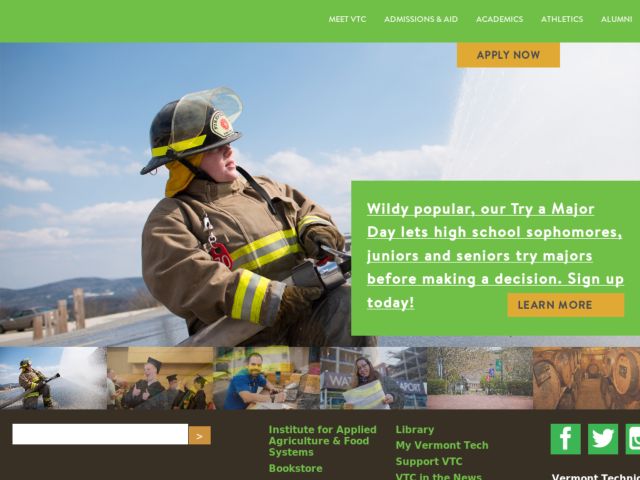 MEET VTC ADMISSIONS & AID ACADEMICS ATHLETICS ALUMNI
APPLY NOW
Wildy popular, our Try a Major
Day lets high school sophomores,
juniors and seniors try majors
before making a decision. Sign up
today!
LEARN MORE
>
Institute for Applied
Agriculture & Food
Systems
Bookstore
Library
My Vermont Tech
Support VTC
VTC in the News
Vermont Technic